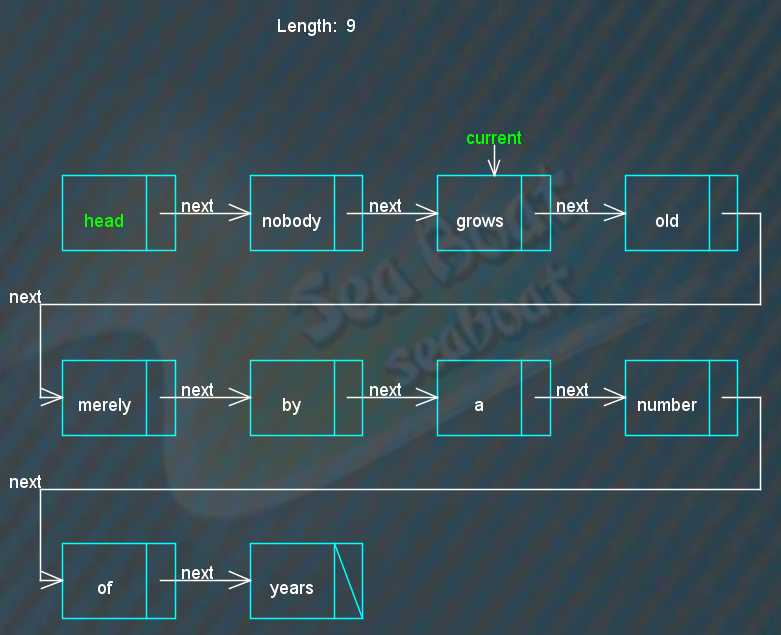 Length: 9
current
head next nobody next grows next old
next
merely next by next a next number
next
of next years
Sea Boat
seaboat